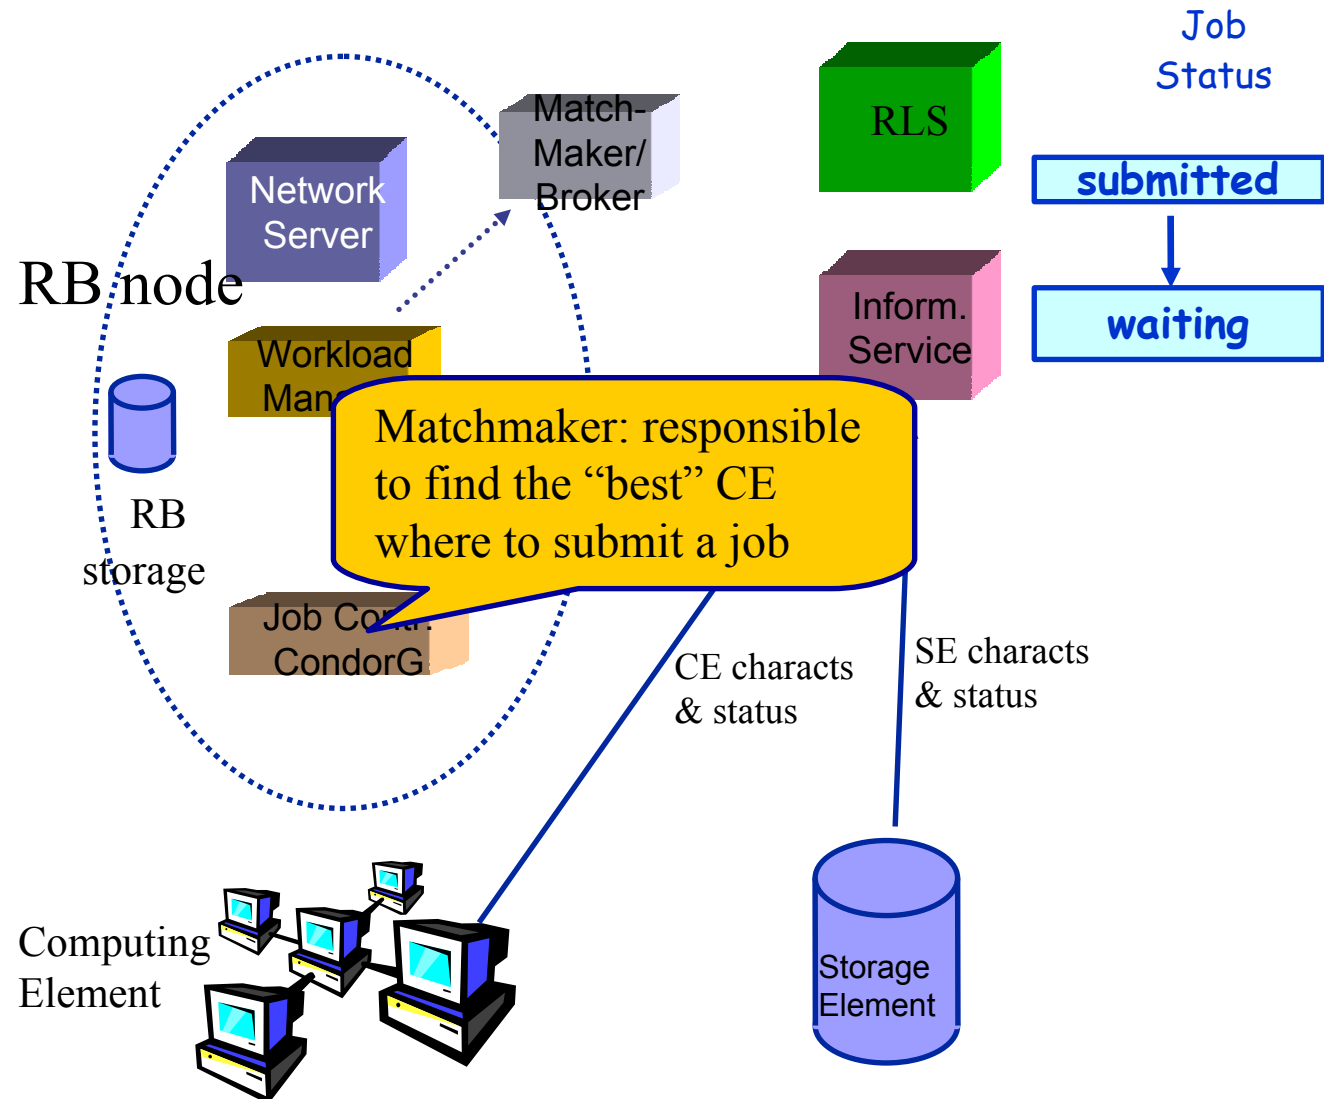 Job
Status
Match-
Maker/
Broker
RLS
submitted
Network
Server
RB node
Inform.
Service
waiting
Workload
Matchmaker: responsible
to find the “best” CE
where to submit a job
RB
storage
Job
CondorG
CE characts
& status
SE characts
& status
Computing
Element
Storage
Element